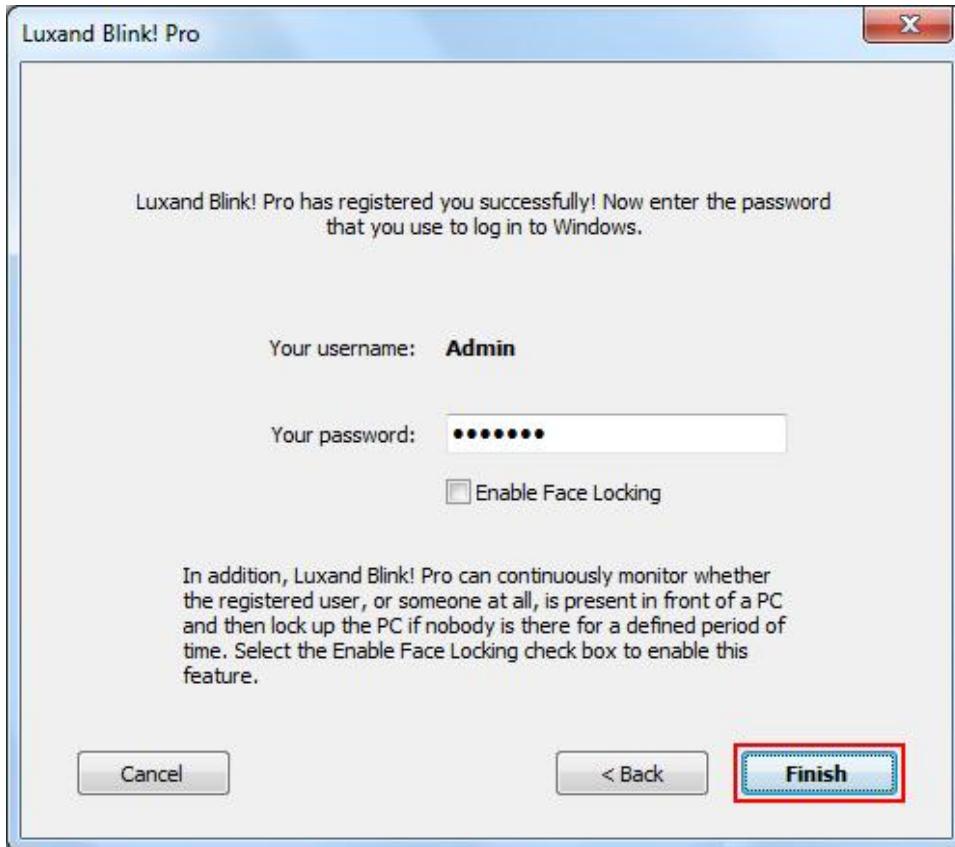 Luxand Blink! Pro
Luxand Blink! Pro has registered you successfully! Now enter the password
that you use to log in to Windows.
Your username: Admin
Your password: •••••••
Enable Face Locking
In addition, Luxand Blink! Pro can continuously monitor whether
the registered user, or someone at all, is present in front of a PC
and then lock up the PC if nobody is there for a defined period of
time. Select the Enable Face Locking check box to enable this
feature.
Cancel < Back Finish